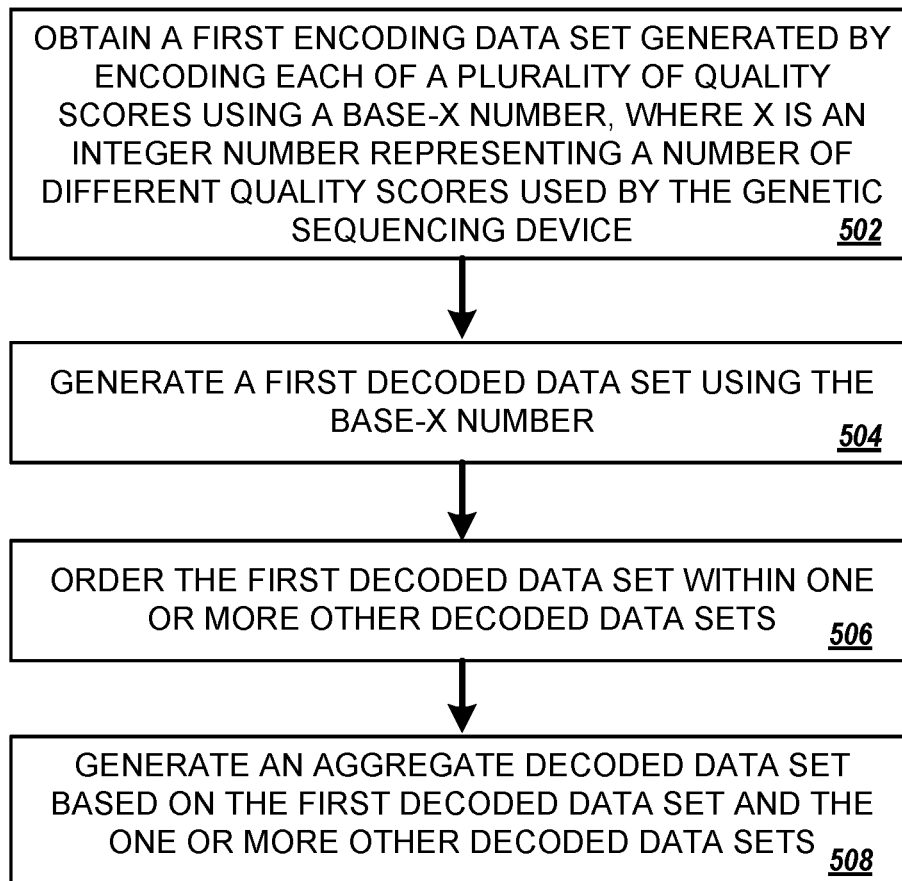 OBTAIN A FIRST ENCODING DATA SET GENERATED BY
ENCODING EACH OF A PLURALITY OF QUALITY
SCORES USING A BASE-X NUMBER, WHERE X IS AN
INTEGER NUMBER REPRESENTING A NUMBER OF
DIFFERENT QUALITY SCORES USED BY THE GENETIC
SEQUENCING DEVICE 502
GENERATE A FIRST DECODED DATA SET USING THE
BASE-X NUMBER 504
ORDER THE FIRST DECODED DATA SET WITHIN ONE
OR MORE OTHER DECODED DATA SETS 506
GENERATE AN AGGREGATE DECODED DATA SET
BASED ON THE FIRST DECODED DATA SET AND THE
ONE OR MORE OTHER DECODED DATA SETS 508